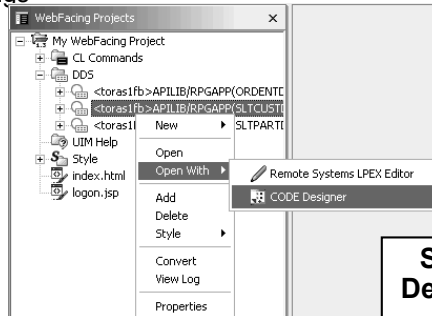 WebFacing Projects
My WebFacing Project
CL Commands
DDS
<toras1fb>APILIB/RPGAPP(ORDENTD
<toras1fb>APILIB/RPGAPP(SLTCUSTD
<toras1 SLTPARTD
UIM Help
Style
index.html
logon.jsp
New
Open
Open With
Remote Systems LPEX Editor
CODE Designer
Add
Delete
Style
Convert
View Log
Properties
S
De